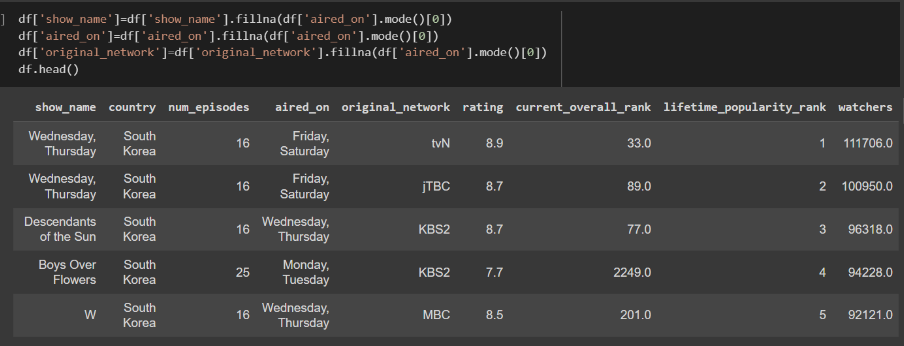 ] df['show_name']=df['show_name'].fillna(df['aired_on'].mode()[0])
df['aired_on']=df['aired_on'].fillna(df['aired_on'].mode()[0])
df['original_network']=df['original_network'].fillna(df['aired_on'].mode()[0])
df.head()
show_name country num_episodes aired_on original_network rating current_overall_rank lifetime_popularity_rank watchers
Wednesday, Thursday South Korea 16 Friday, Saturday tvN 8.9 33.0 1 111706.0
Wednesday, Thursday South Korea 16 Friday, Saturday jTBC 8.7 89.0 2 100950.0
Descendants of the Sun South Korea 16 Wednesday, Thursday KBS2 8.7 77.0 3 96318.0
Boys Over Flowers South Korea 25 Monday, Tuesday KBS2 7.7 2249.0 4 94228.0
W South Korea 16 Wednesday, Thursday MBC 8.5 201.0 5 92121.0